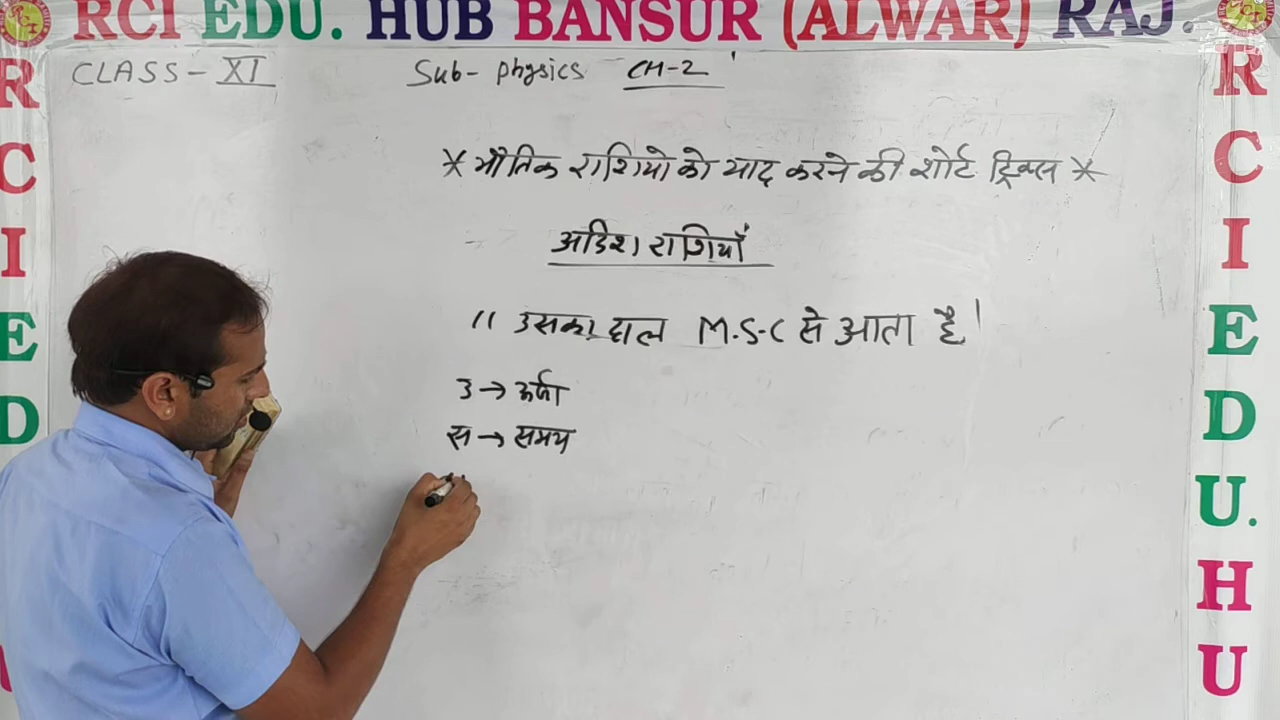 RCI EDU. HUB BANSUR (ALWAR) RAJ.
CLASS - XI Sub- Physics CH-2
* भौतिक राशियो को याद करने की शोर्ट ट्रिक्स *
अदिश राशियाँ
" उसका हाल M.S.C से आता है।
उ → ऊर्जा
स → समय
R
C
I
E
D
R
C
I
E
D
U.
H
U